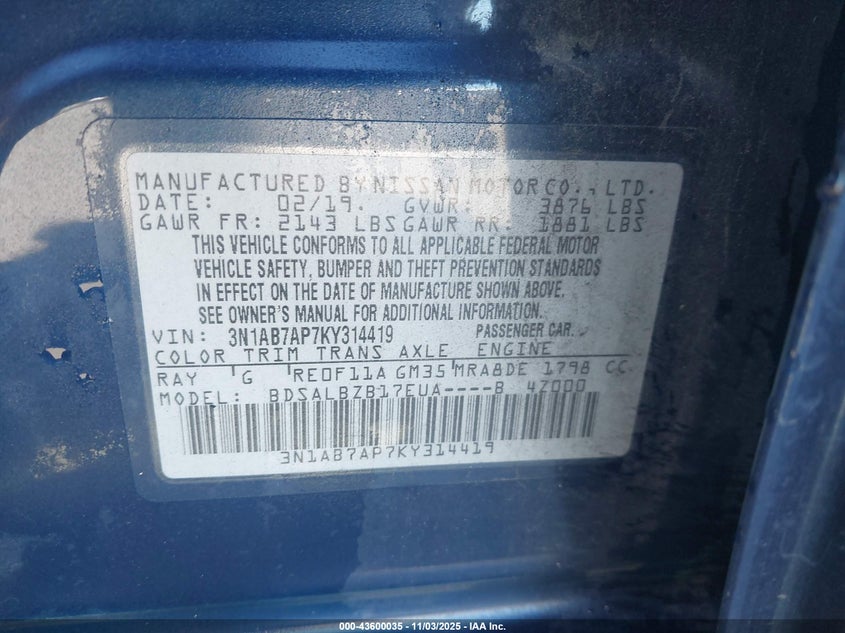 MANUFACTURED BY NISSAN MOTOR CO., LTD.
DATE: 02/19. GVWR: 3876 LBS
GAWR FR: 2143 LBS GAWR RR: 1881 LBS
THIS VEHICLE CONFORMS TO ALL APPLICABLE FEDERAL MOTOR
VEHICLE SAFETY, BUMPER AND THEFT PREVENTION STANDARDS
IN EFFECT ON THE DATE OF MANUFACTURE SHOWN ABOVE.
SEE OWNER'S MANUAL FOR ADDITIONAL INFORMATION.
VIN: 3N1AB7AP7KY314419 PASSENGER CAR
COLOR TRIM TRANS AXLE ENGINE
RAY G RE0F11A GM35 MRA8DE 1798 CC.
MODEL: BDSALBZB17EUA----B 4Z000
3N1AB7AP7KY314419
000-43600035 - 11/03/2025 - IAA Inc.